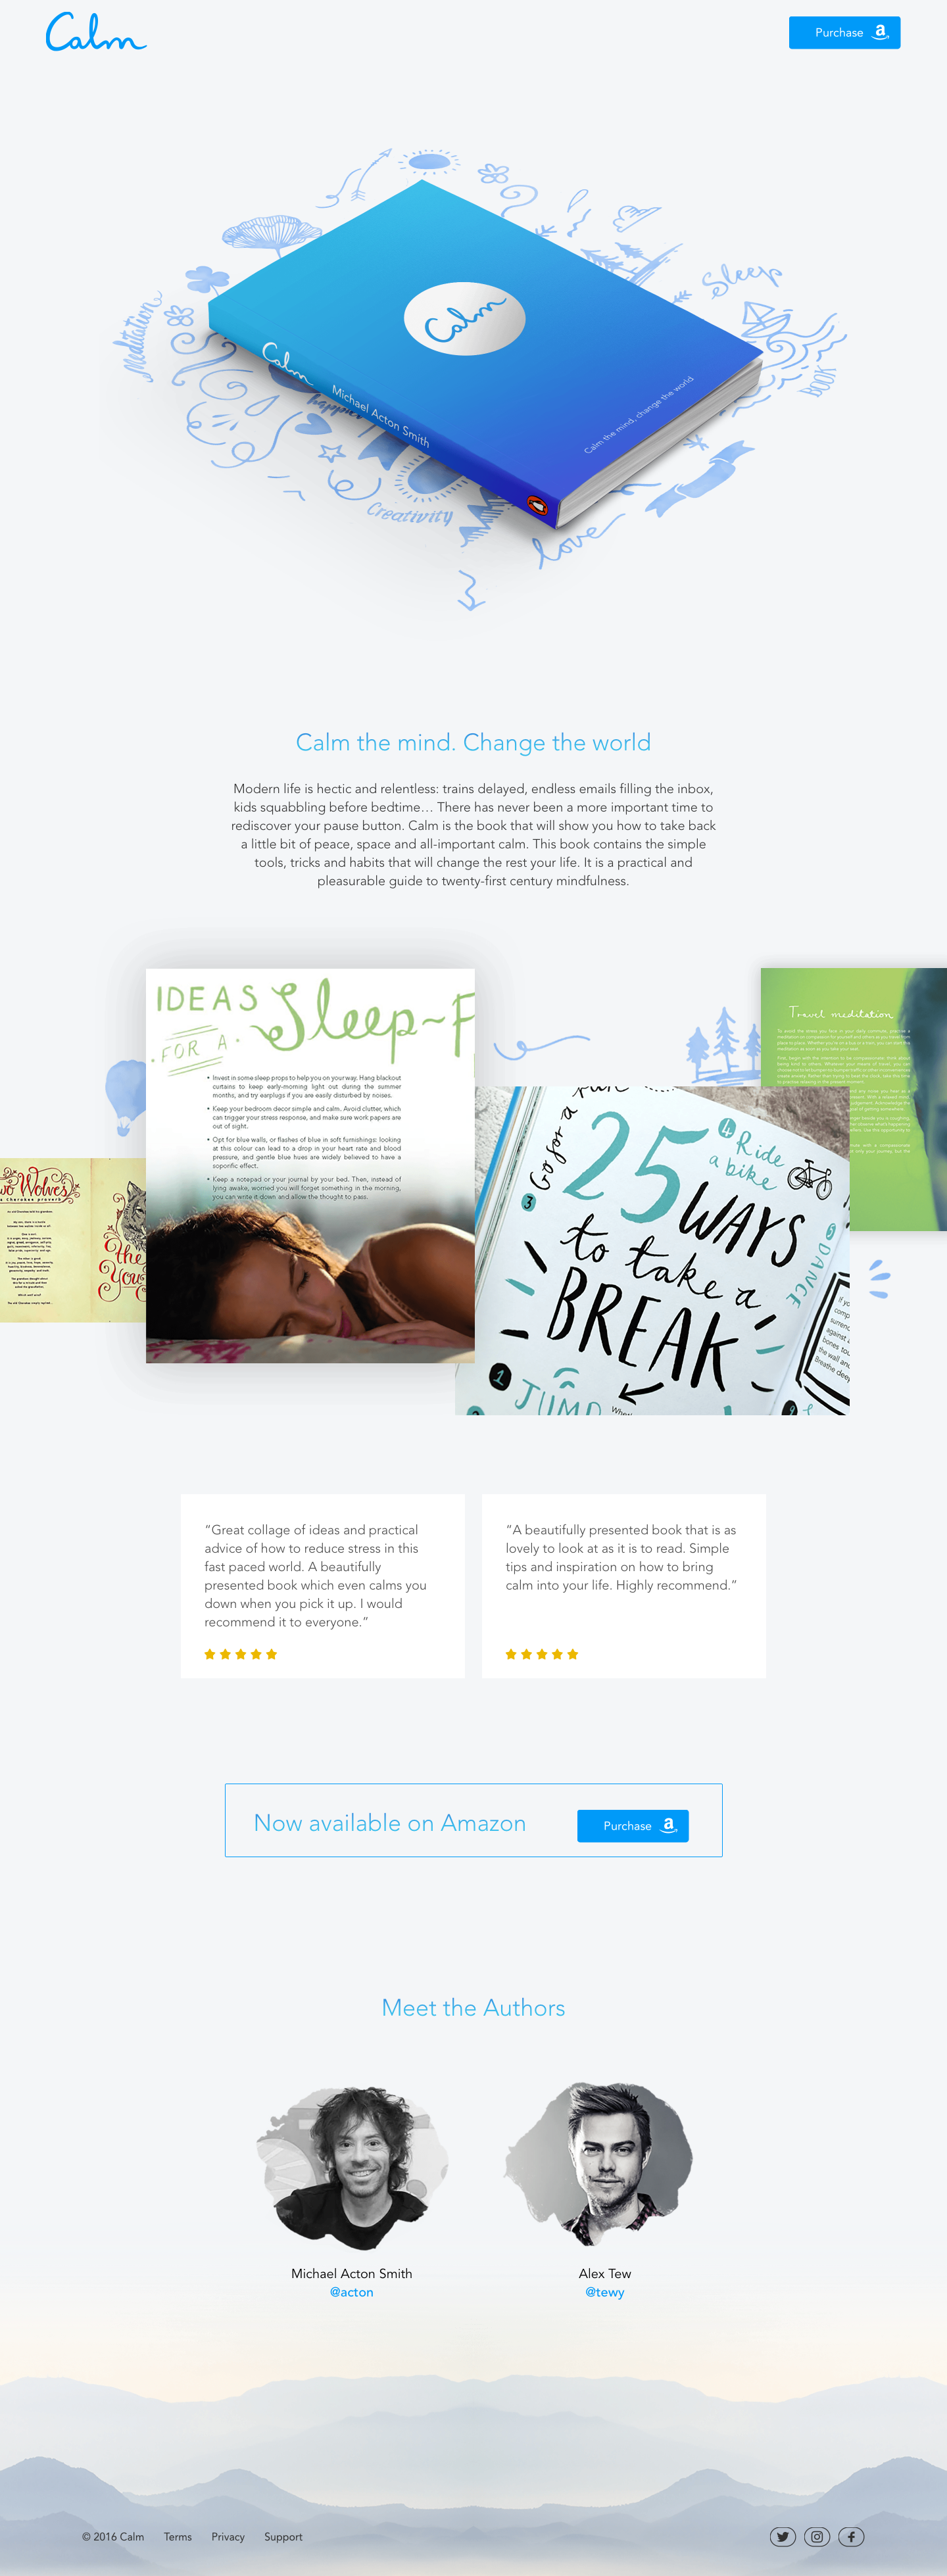 Calm
Purchase
Meditation
Sleep
BOOK
Calm
Calm
Michael Acton Smith
Calm the mind, change the world
Creativity
love
Calm the mind. Change the world
Modern life is hectic and relentless: trains delayed, endless emails filling the inbox,
kids squabbling before bedtime… There has never been a more important time to
rediscover your pause button. Calm is the book that will show you how to take back
a little bit of peace, space and all-important calm. This book contains the simple
tools, tricks and habits that will change the rest your life. It is a practical and
pleasurable guide to twenty-first century mindfulness.
IDEAS
FOR A
Sleep~F
• Invest in some sleep props to help you on your way. Hang blackout
curtains to keep early-morning light out during the summer
months, and try earplugs if you are easily disturbed by noises.
• Keep your bedroom decor simple and calm. Avoid clutter, which
can trigger your stress response, and make sure work papers are
out of sight.
• Opt for blue walls, or flashes of blue in soft furnishings: looking
at this colour can lead to a drop in your heart rate and blood
pressure, and gentle blue hues are widely believed to have a
soporific effect.
• Keep a notepad or your journal by your bed. Then, instead of
lying awake, worried you will forget something in the morning,
you can write it down and allow the thought to pass.
Travel meditation
wo Wolves
a cherokee proverb
the
You
3 Go for a
25 WAYS
to take a
BREAK
4 Ride
a bike
5 DANCE
1 JUMP
When
“Great collage of ideas and practical
advice of how to reduce stress in this
fast paced world. A beautifully
presented book which even calms you
down when you pick it up. I would
recommend it to everyone.”
“A beautifully presented book that is as
lovely to look at as it is to read. Simple
tips and inspiration on how to bring
calm into your life. Highly recommend.”
Now available on Amazon
Purchase
Meet the Authors
Michael Acton Smith
@acton
Alex Tew
@tewy
© 2016 Calm
Terms
Privacy
Support